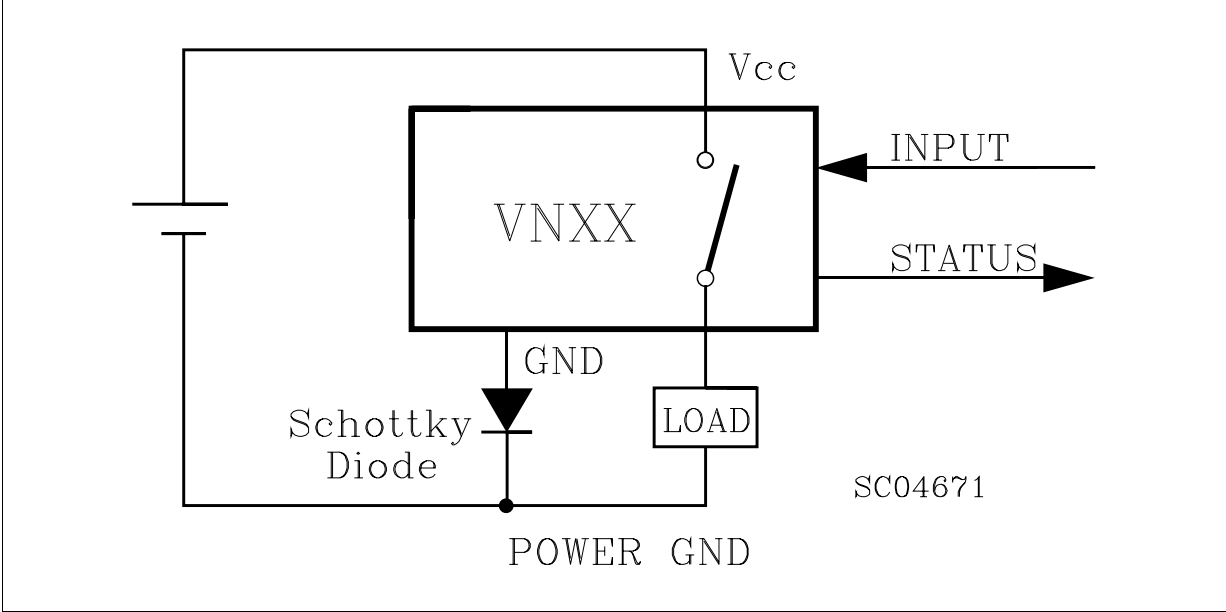 Vcc
INPUT
VNXX
STATUS
GND
Schottky
Diode
LOAD
SC04671
POWER GND